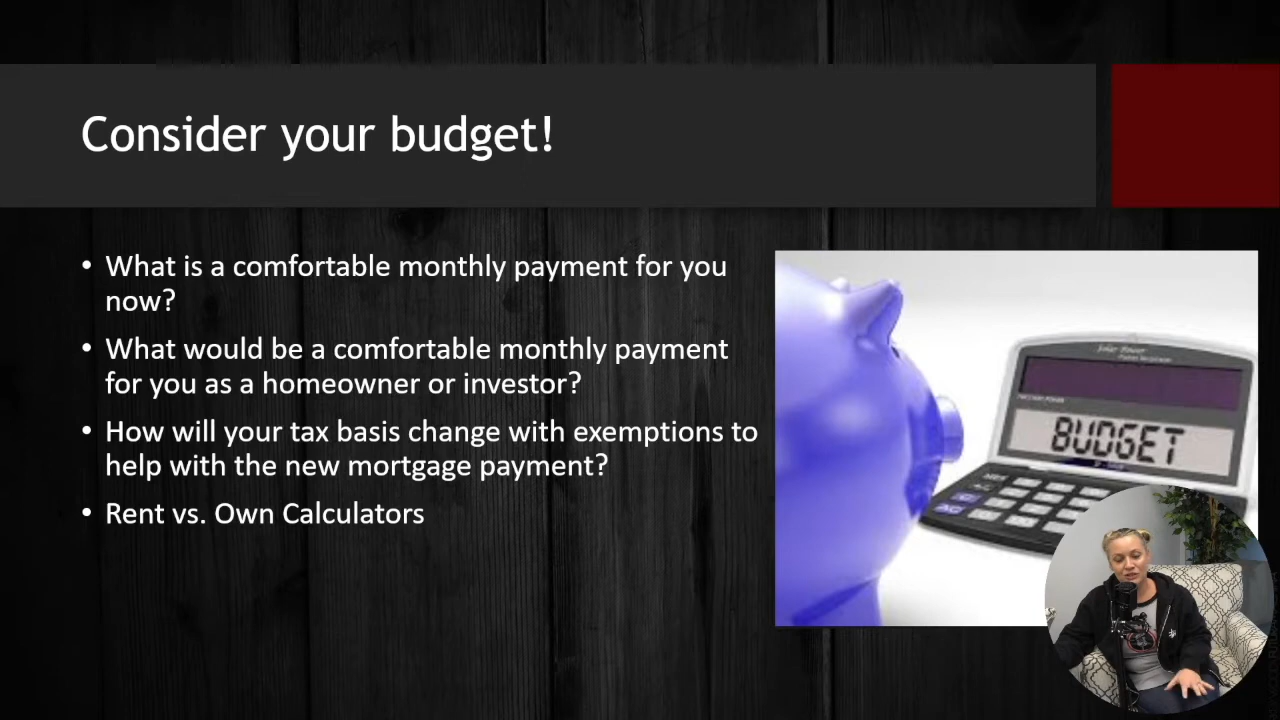 Consider your budget!
• What is a comfortable monthly payment for you
now?
• What would be a comfortable monthly payment
for you as a homeowner or investor?
• How will your tax basis change with exemptions to
help with the new mortgage payment?
• Rent vs. Own Calculators
Solar Power
BUDGET